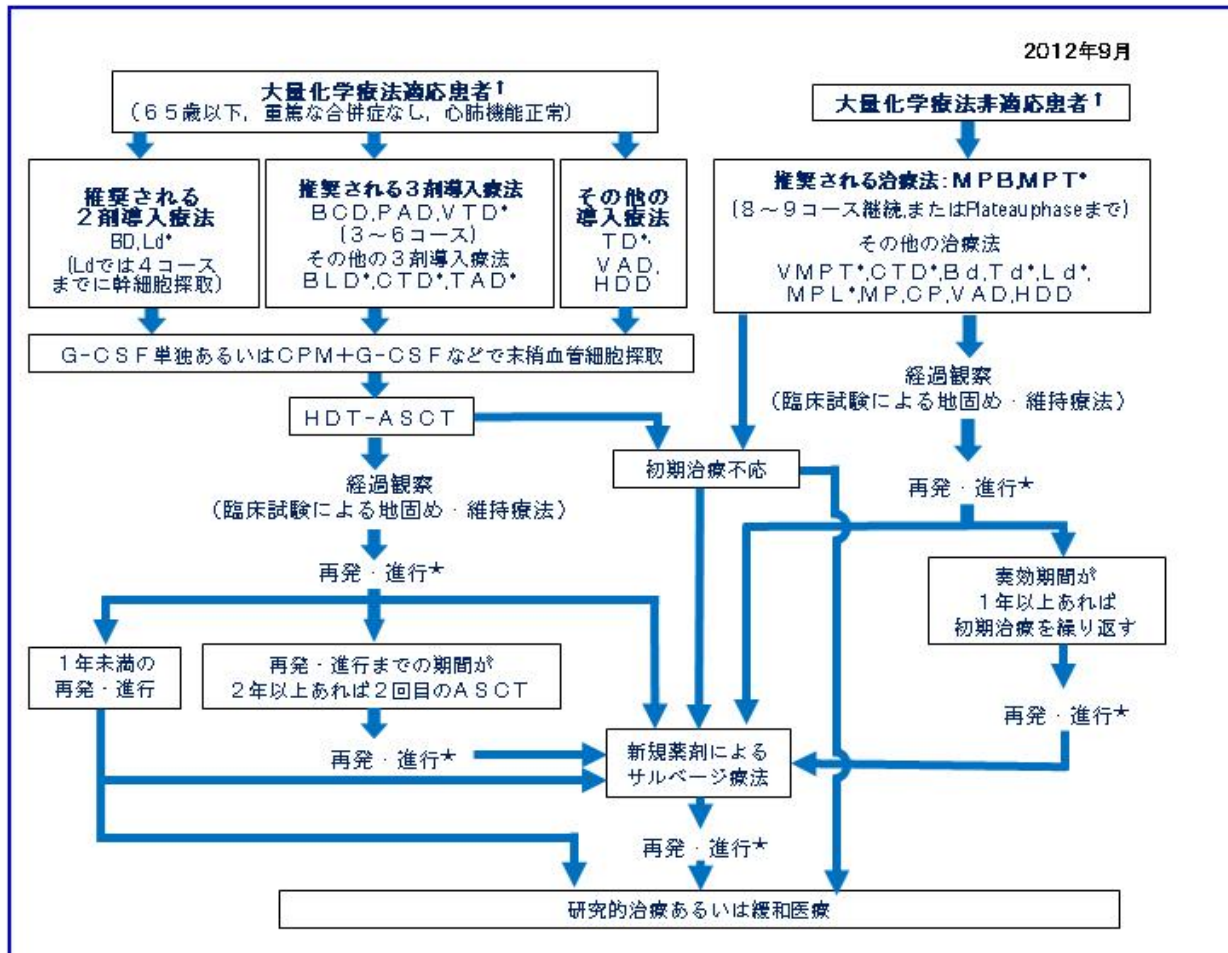 2012年9月
大量化学療法適応患者†
(65歳以下,重篤な合併症なし,心肺機能正常)
大量化学療法非適応患者†
推奨される
2剤導入療法
BD,Ld*
(Ldでは4コース
までに幹細胞採取)
推奨される3剤導入療法
BCD,PAD,VTD*
(3~6コース)
その他の3剤導入療法
BLD*,CTD*,TAD*
その他の
導入療法
TD*,
VAD,
HDD
推奨される治療法:MPB,MPT*
(8~9コース継続,またはPlateau phaseまで)
その他の治療法
VMPT*,CTD*,Bd,Td*,Ld*,
MPL*,MP,CP,VAD,HDD
G-CSF単独あるいはCPM+G-CSFなどで末梢血管細胞採取
HDT-ASCT
初期治療不応
経過観察
(臨床試験による地固め・維持療法)
再発・進行★
経過観察
(臨床試験による地固め・維持療法)
再発・進行★
奏効期間が
1年以上あれば
初期治療を繰り返す
1年未満の
再発・進行
再発・進行までの期間が
2年以上あれば2回目のASCT
再発・進行★
再発・進行★
新規薬剤による
サルベージ療法
再発・進行★
研究的治療あるいは緩和医療